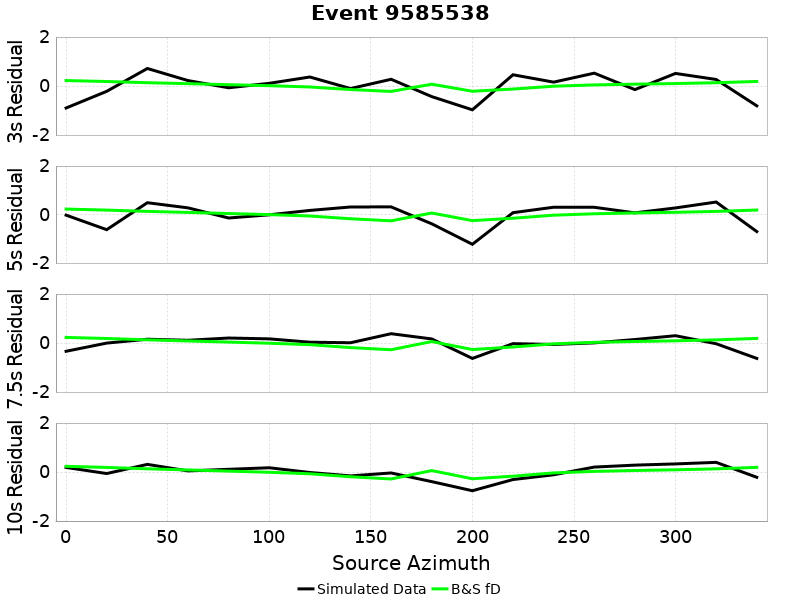 Event 9585538
3s Residual
2
0
-2
5s Residual
2
0
-2
7.5s Residual
2
0
-2
10s Residual
2
0
-2
0 50 100 150 200 250 300
Source Azimuth
Simulated Data B&S fD